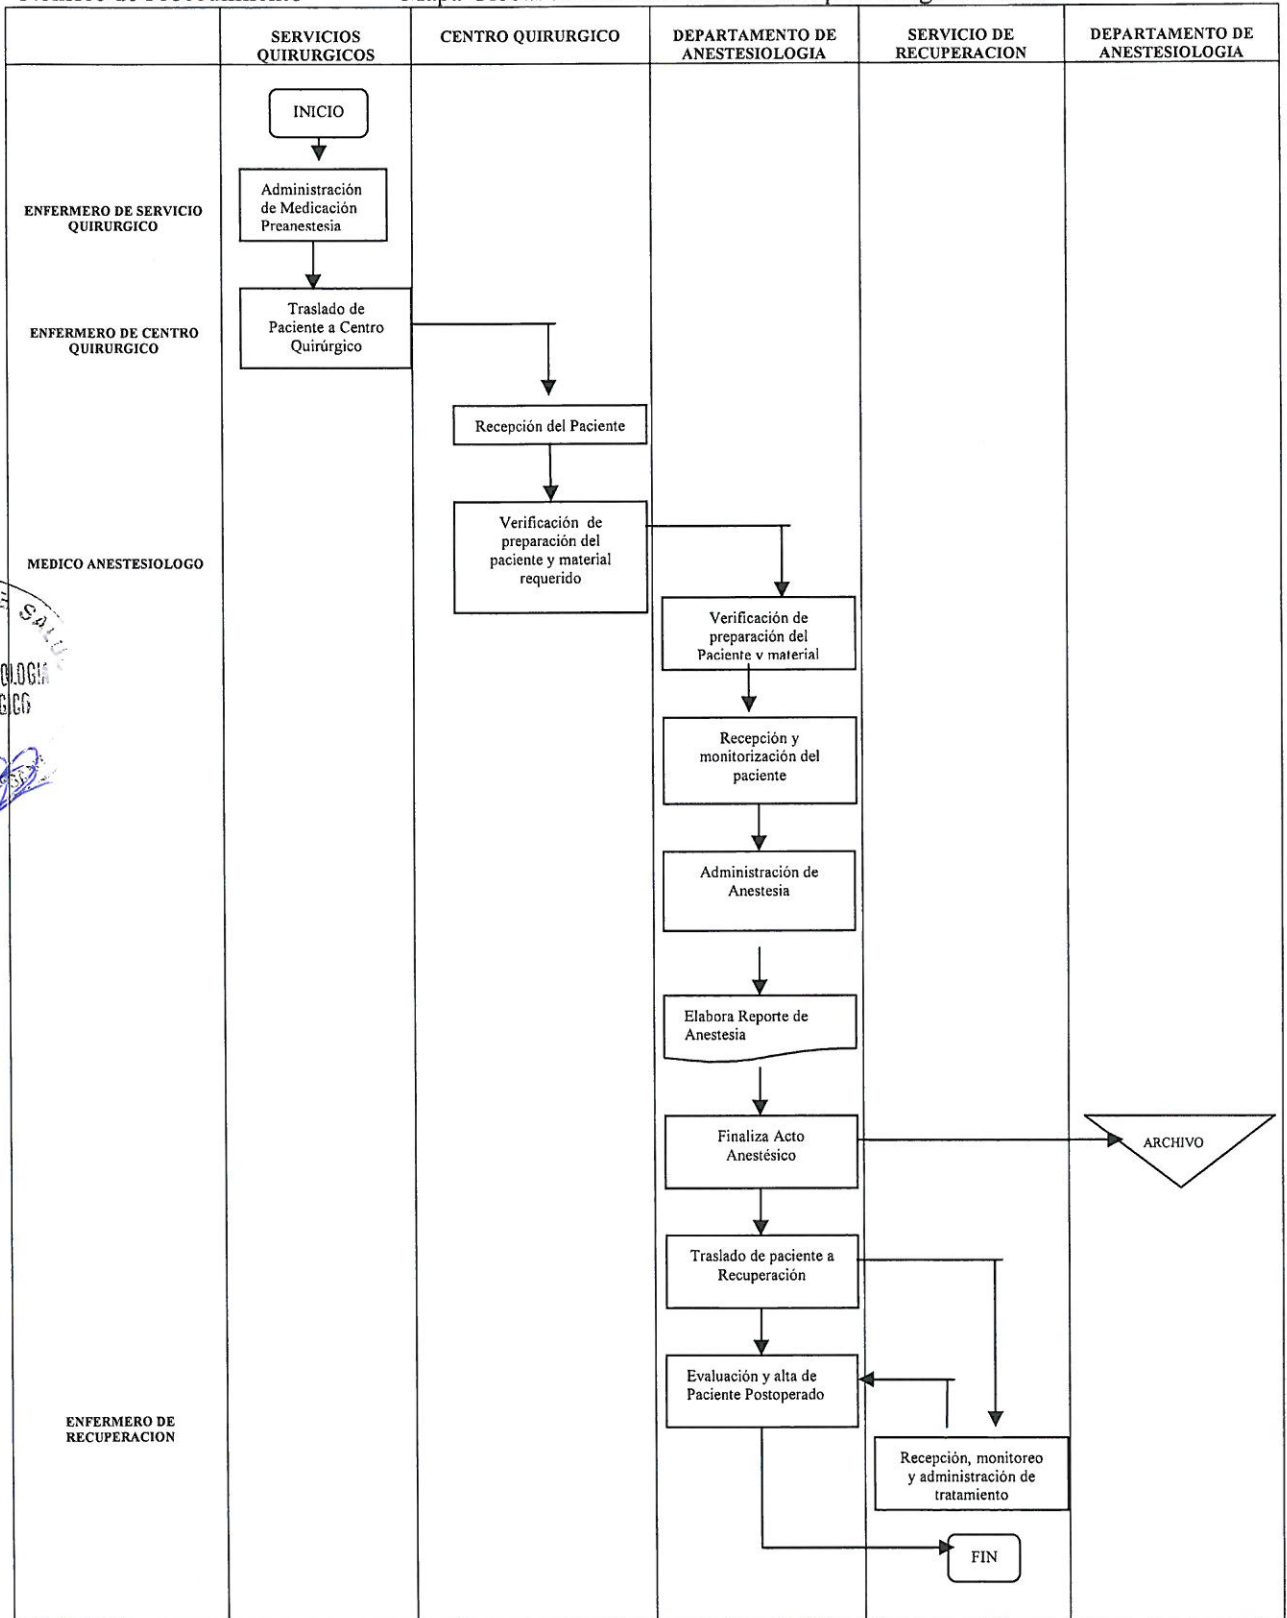 SERVICIOS
QUIRURGICOS
CENTRO QUIRURGICO
DEPARTAMENTO DE
ANESTESIOLOGIA
SERVICIO DE
RECUPERACION
DEPARTAMENTO DE
ANESTESIOLOGIA
INICIO
ENFERMERO DE SERVICIO
QUIRURGICO
Administración
de Medicación
Preanestesia
ENFERMERO DE CENTRO
QUIRURGICO
Traslado de
Paciente a Centro
Quirúrgico
Recepción del Paciente
MEDICO ANESTESIOLOGO
Verificación de
preparación del
paciente y material
requerido
SALUD
OLOGIA
GICO
Verificación de
preparación del
Paciente y material
Recepción y
monitorización del
paciente
Administración de
Anestesia
Elabora Reporte de
Anestesia
Finaliza Acto
Anestésico
ARCHIVO
Traslado de paciente a
Recuperación
Evaluación y alta de
Paciente Postoperado
ENFERMERO DE
RECUPERACION
Recepción, monitoreo
y administración de
tratamiento
FIN